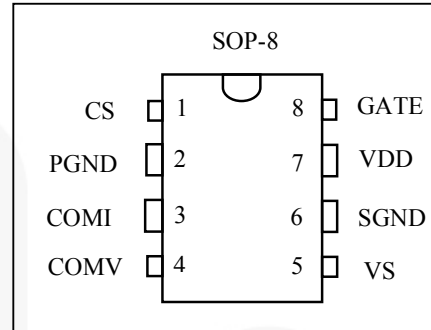 SOP-8
CS 1 8 GATE
PGND 2 7 VDD
COMI 3 6 SGND
COMV 4 5 VS